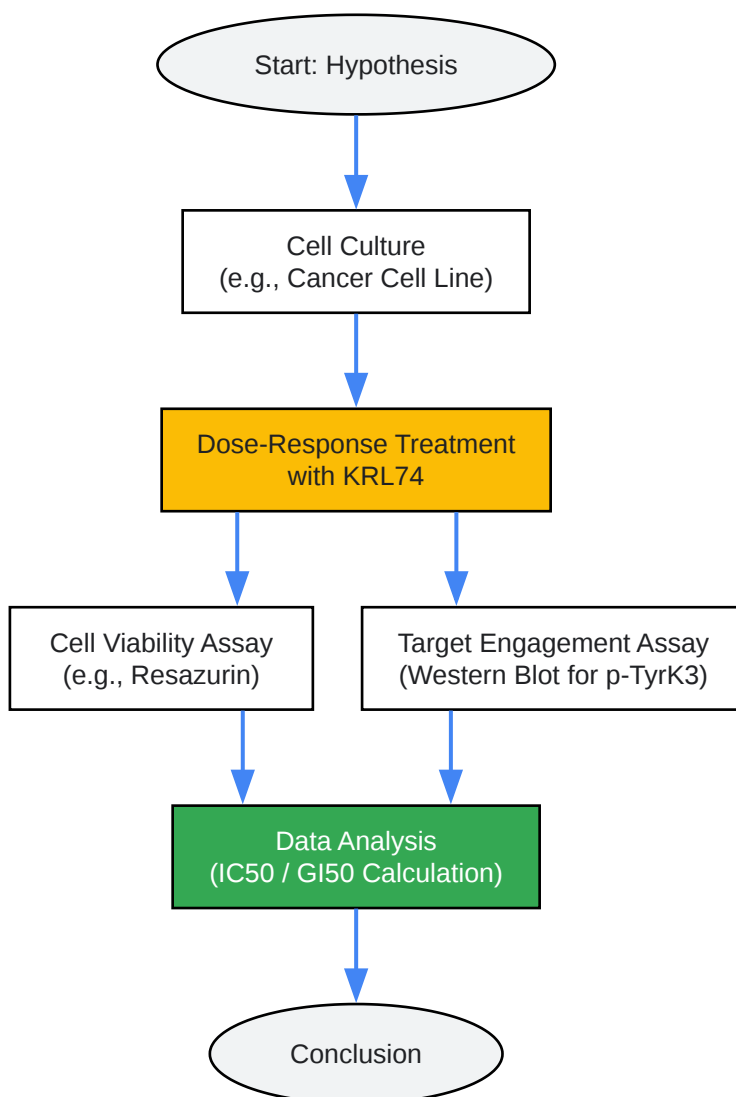 Start: Hypothesis
Cell Culture
(e.g., Cancer Cell Line)
Dose-Response Treatment
with KRL74
Cell Viability Assay
(e.g., Resazurin)
Target Engagement Assay
(Western Blot for p-TyrK3)
Data Analysis
(IC50 / GI50 Calculation)
Conclusion